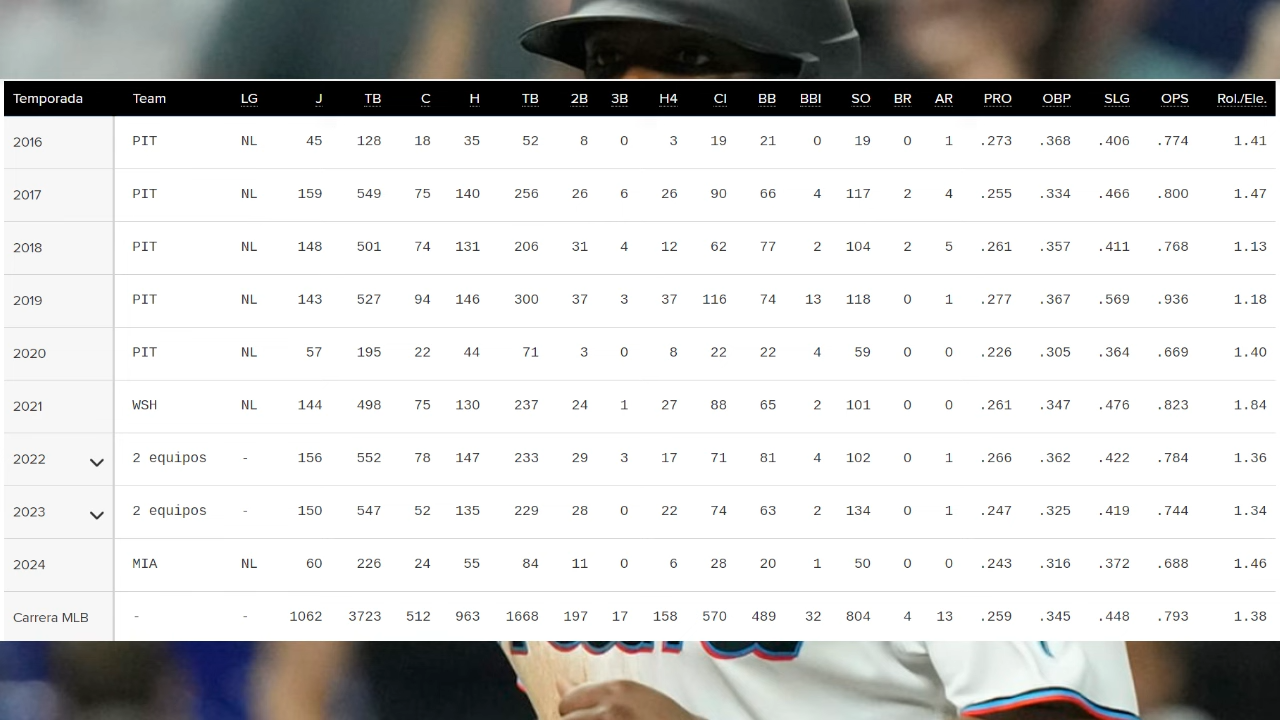 Temporada Team LG J TB C H TB 2B 3B H4 CI BB BBI SO BR AR PRO OBP SLG OPS Rol./Ele.
2016 PIT NL 45 128 18 35 52 8 0 3 19 21 0 19 0 1 .273 .368 .406 .774 1.41
2017 PIT NL 159 549 75 140 256 26 6 26 90 66 4 117 2 4 .255 .334 .466 .800 1.47
2018 PIT NL 148 501 74 131 206 31 4 12 62 77 2 104 2 5 .261 .357 .411 .768 1.13
2019 PIT NL 143 527 94 146 300 37 3 37 116 74 13 118 0 1 .277 .367 .569 .936 1.18
2020 PIT NL 57 195 22 44 71 3 0 8 22 22 4 59 0 0 .226 .305 .364 .669 1.40
2021 WSH NL 144 498 75 130 237 24 1 27 88 65 2 101 0 0 .261 .347 .476 .823 1.84
2022 2 equipos - 156 552 78 147 233 29 3 17 71 81 4 102 0 1 .266 .362 .422 .784 1.36
2023 2 equipos - 150 547 52 135 229 28 0 22 74 63 2 134 0 1 .247 .325 .419 .744 1.34
2024 MIA NL 60 226 24 55 84 11 0 6 28 20 1 50 0 0 .243 .316 .372 .688 1.46
Carrera MLB - - 1062 3723 512 963 1668 197 17 158 570 489 32 804 4 13 .259 .345 .448 .793 1.38